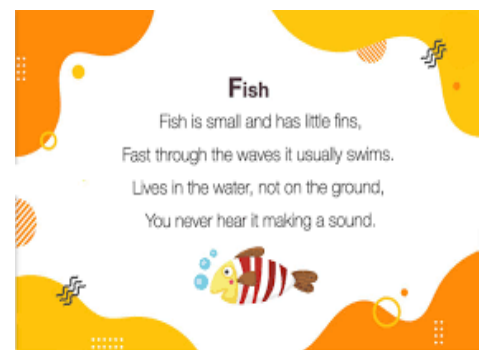 Fish
Fish is small and has little fins,
Fast through the waves it usually swims.
Lives in the water, not on the ground,
You never hear it making a sound.